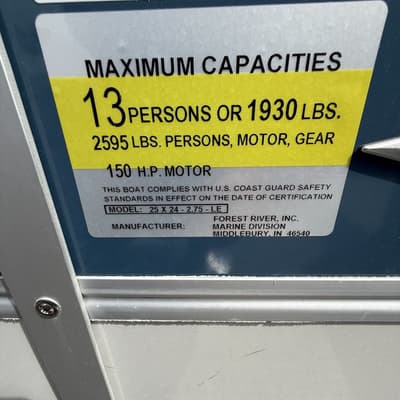 MAXIMUM CAPACITIES
13 PERSONS OR 1930 LBS.
2595 LBS. PERSONS, MOTOR, GEAR
150 H.P. MOTOR
THIS BOAT COMPLIES WITH U.S. COAST GUARD SAFETY
STANDARDS IN EFFECT ON THE DATE OF CERTIFICATION
MODEL: 25 X 24 - 2.75 - LE
FOREST RIVER, INC.
MANUFACTURER: MARINE DIVISION
MIDDLEBURY, IN 46540